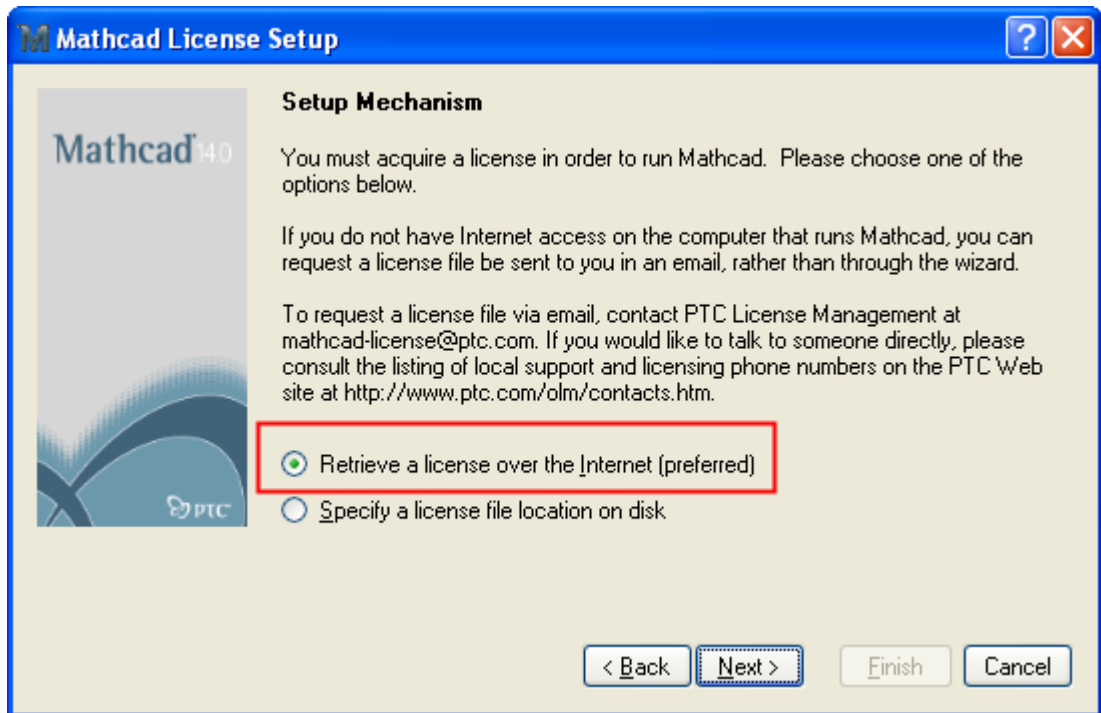 Mathcad License Setup
Mathcad 14.0
Setup Mechanism
You must acquire a license in order to run Mathcad. Please choose one of the
options below.
If you do not have Internet access on the computer that runs Mathcad, you can
request a license file be sent to you in an email, rather than through the wizard.
To request a license file via email, contact PTC License Management at
mathcad-license@ptc.com. If you would like to talk to someone directly, please
consult the listing of local support and licensing phone numbers on the PTC Web
site at http://www.ptc.com/olm/contacts.htm.
Retrieve a license over the Internet (preferred)
Specify a license file location on disk
PTC
< Back Next > Finish Cancel